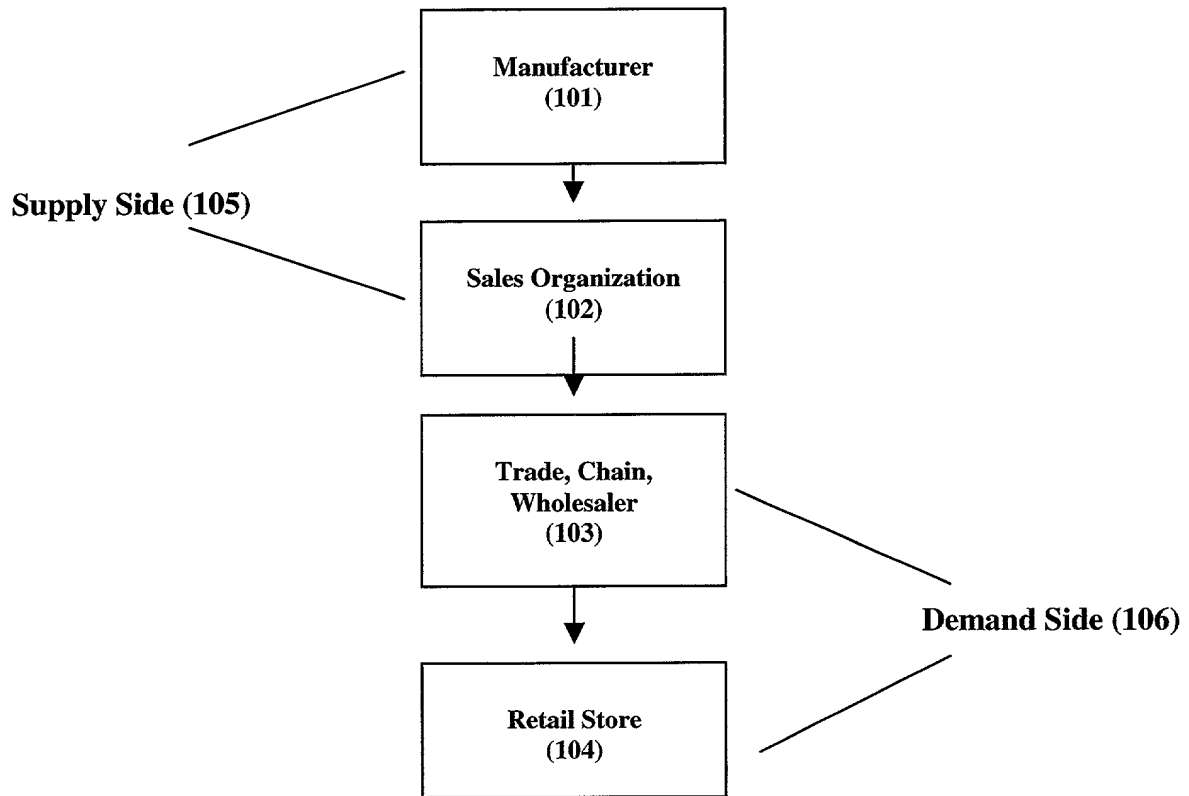 Manufacturer
(101)
Supply Side (105)
Sales Organization
(102)
Trade, Chain,
Wholesaler
(103)
Demand Side (106)
Retail Store
(104)